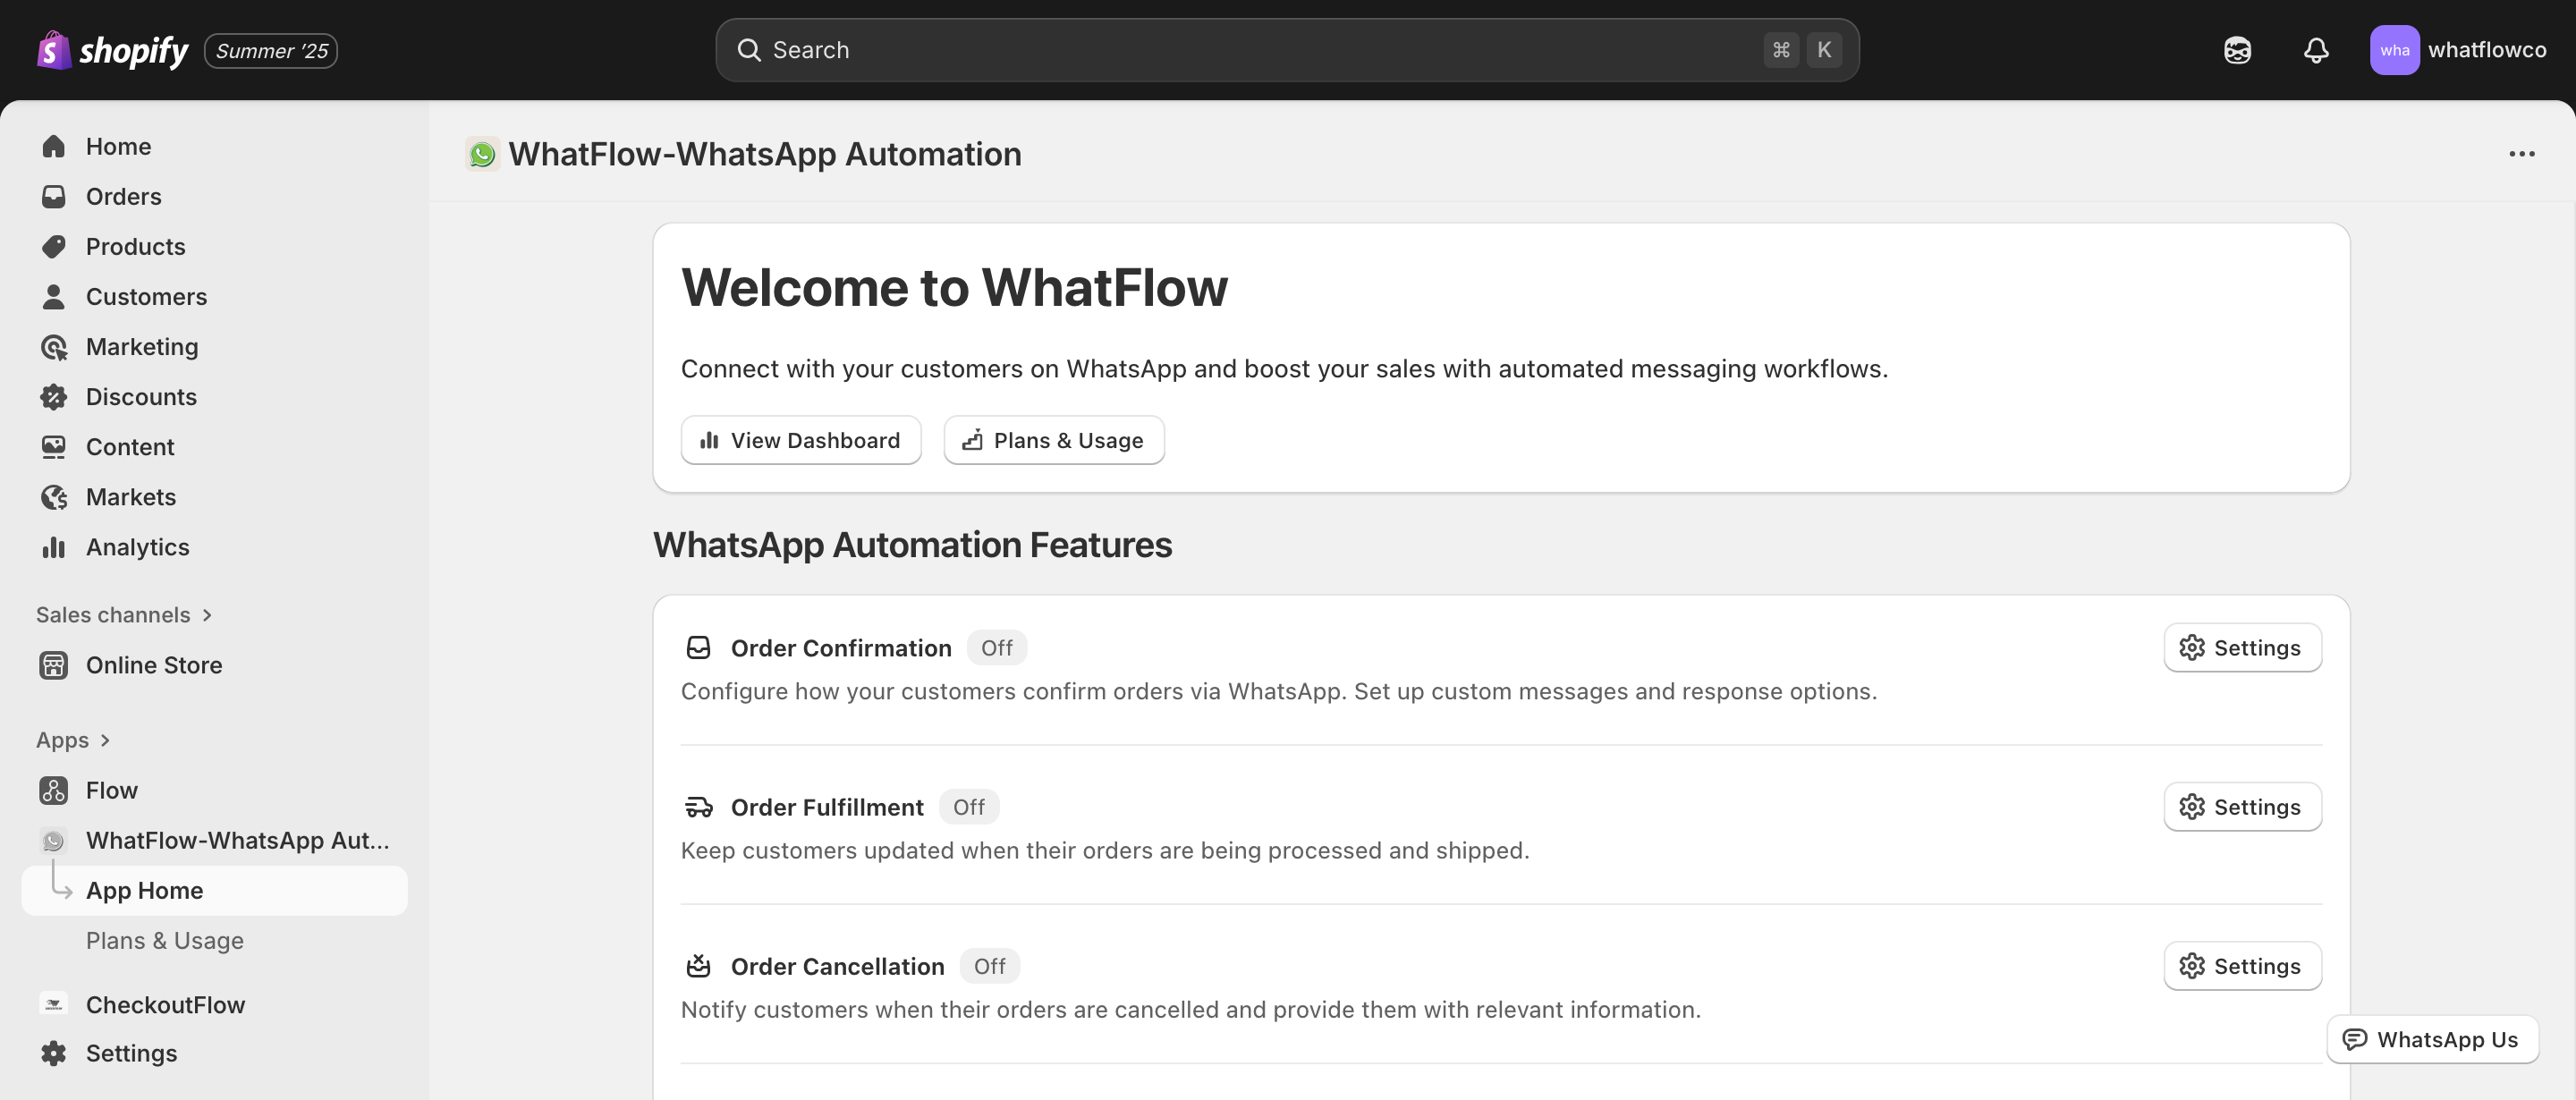 shopify Summer '25
Search
⌘ K
wha whatflowco
Home
Orders
Products
Customers
Marketing
Discounts
Content
Markets
Analytics
Sales channels
Online Store
Apps
Flow
WhatFlow-WhatsApp Aut...
App Home
Plans & Usage
CheckoutFlow
Settings
WhatFlow-WhatsApp Automation
Welcome to WhatFlow
Connect with your customers on WhatsApp and boost your sales with automated messaging workflows.
View Dashboard
Plans & Usage
WhatsApp Automation Features
Order Confirmation Off
Settings
Configure how your customers confirm orders via WhatsApp. Set up custom messages and response options.
Order Fulfillment Off
Settings
Keep customers updated when their orders are being processed and shipped.
Order Cancellation Off
Settings
Notify customers when their orders are cancelled and provide them with relevant information.
WhatsApp Us